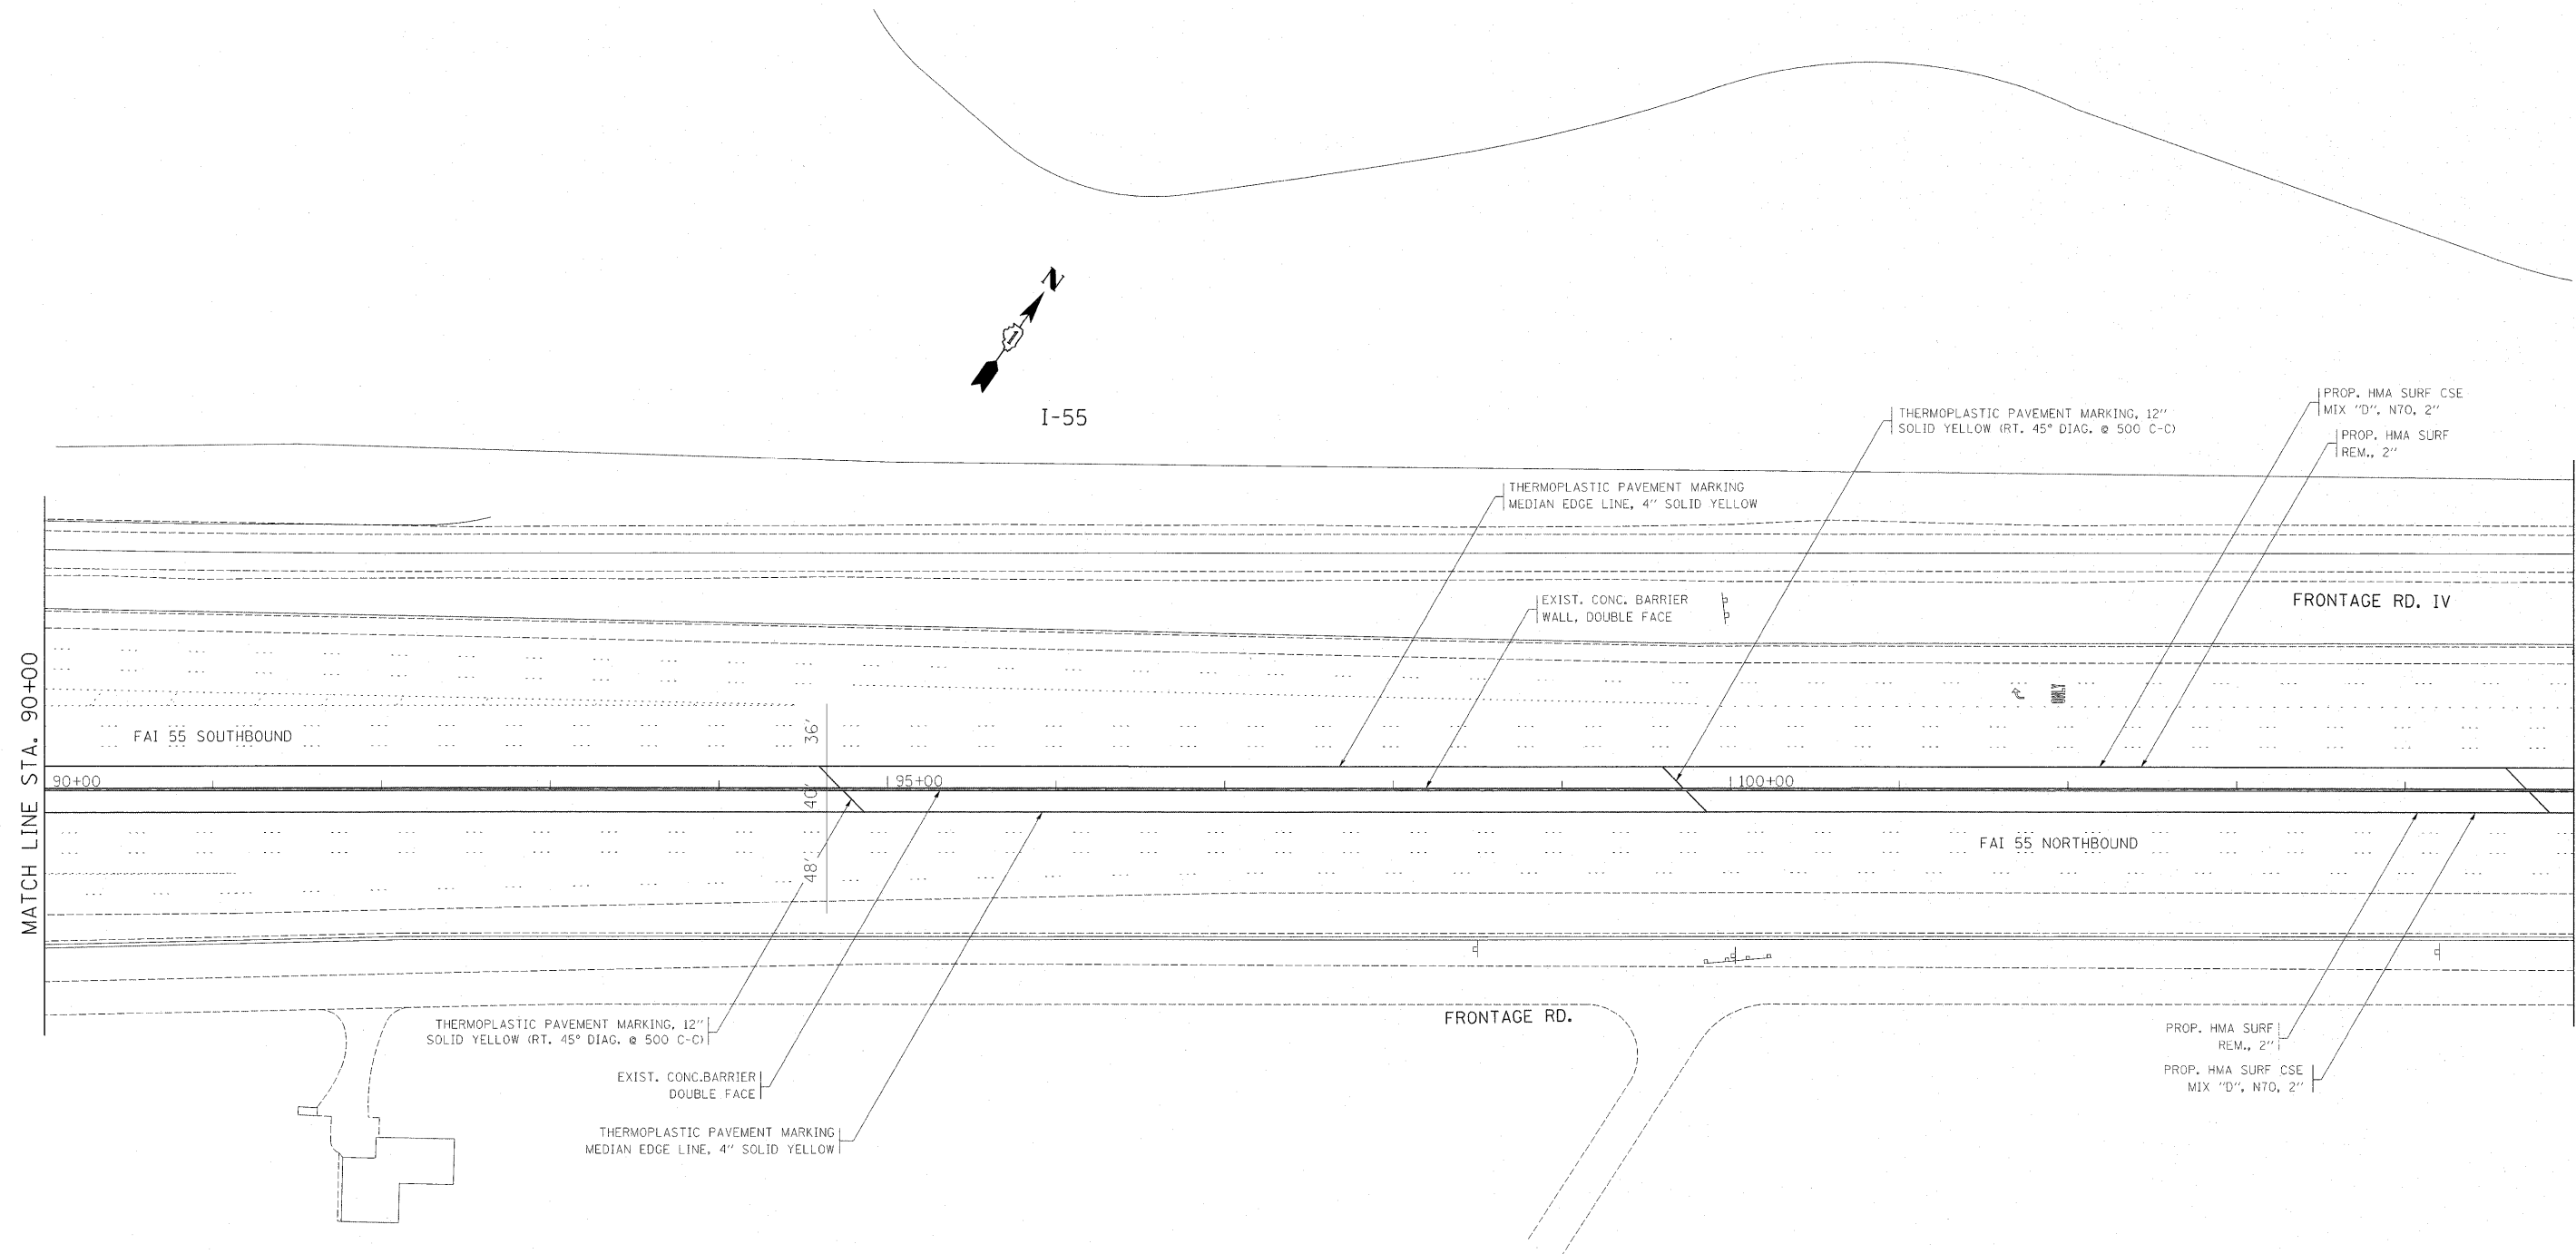 N
I-55
PROP. HMA SURF CSE
MIX "D", N70, 2"
THERMOPLASTIC PAVEMENT MARKING, 12"
SOLID YELLOW (RT. 45° DIAG. @ 500 C-C)
PROP. HMA SURF
REM., 2"
THERMOPLASTIC PAVEMENT MARKING
MEDIAN EDGE LINE, 4" SOLID YELLOW
EXIST. CONC. BARRIER
WALL, DOUBLE FACE
FRONTAGE RD. IV
MATCH LINE STA. 90+00
ONLY
FAI 55 SOUTHBOUND
36'
90+00
95+00
100+00
40'
FAI 55 NORTHBOUND
48'
FRONTAGE RD.
THERMOPLASTIC PAVEMENT MARKING, 12"
SOLID YELLOW (RT. 45° DIAG. @ 500 C-C)
PROP. HMA SURF
REM., 2"
EXIST. CONC.BARRIER
DOUBLE FACE
PROP. HMA SURF CSE
MIX "D", N70, 2"
THERMOPLASTIC PAVEMENT MARKING
MEDIAN EDGE LINE, 4" SOLID YELLOW